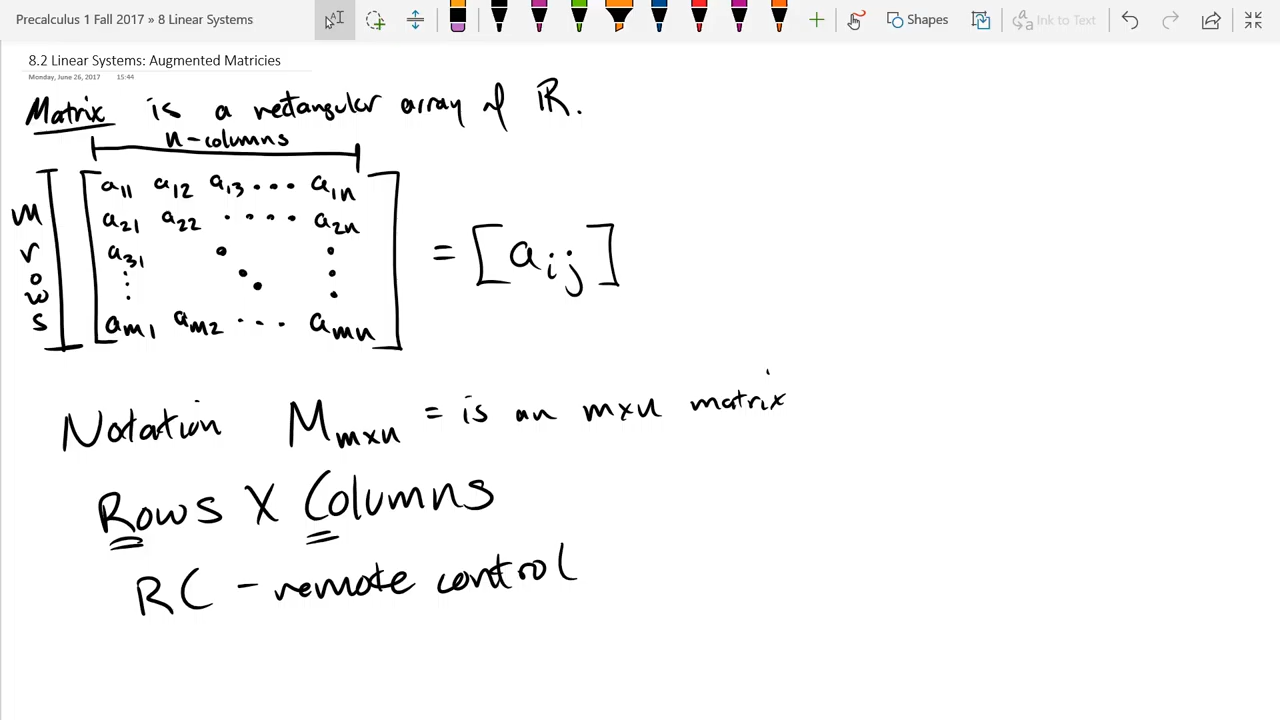 Precalculus 1 Fall 2017 » 8 Linear Systems
Shapes
Ink to Text
8.2 Linear Systems: Augmented Matricies
Monday, June 26, 2017 15:44
Matrix is a rectangular array of ℝ.
n-columns
m rows
a11 a12 a13 ... a1n
a21 a22 .... a2n
a31
am1 am2 ... amn
= [aij]
Notation Mmxn = is an mxn matrix
Rows X Columns
RC - remote control